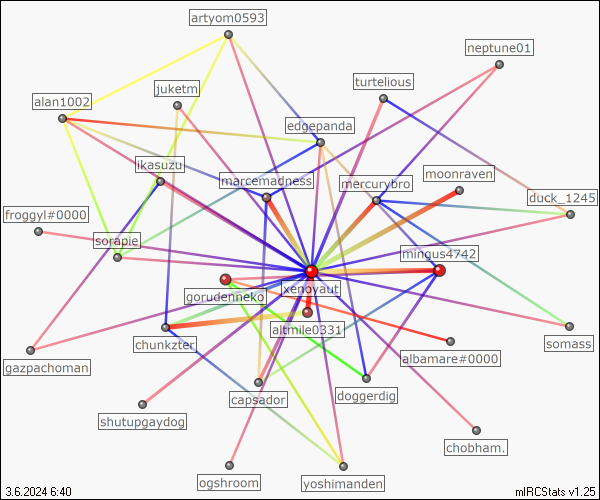 artyom0593
neptune01
turtelious
juketm
alan1002
edgepanda
ikasuzu
moonraven
marcemadness
mercurybro
duck_1245
froggyl#0000
sorapie
mingus4742
xenoyaut
gorudenneko
altmile0331
chunkzter
somass
albamare#0000
gazpachoman
doggerdig
capsador
shutupgaydog
chobham.
ogshroom
yoshimanden
3.6.2024 6:40
mIRCStats v1.25